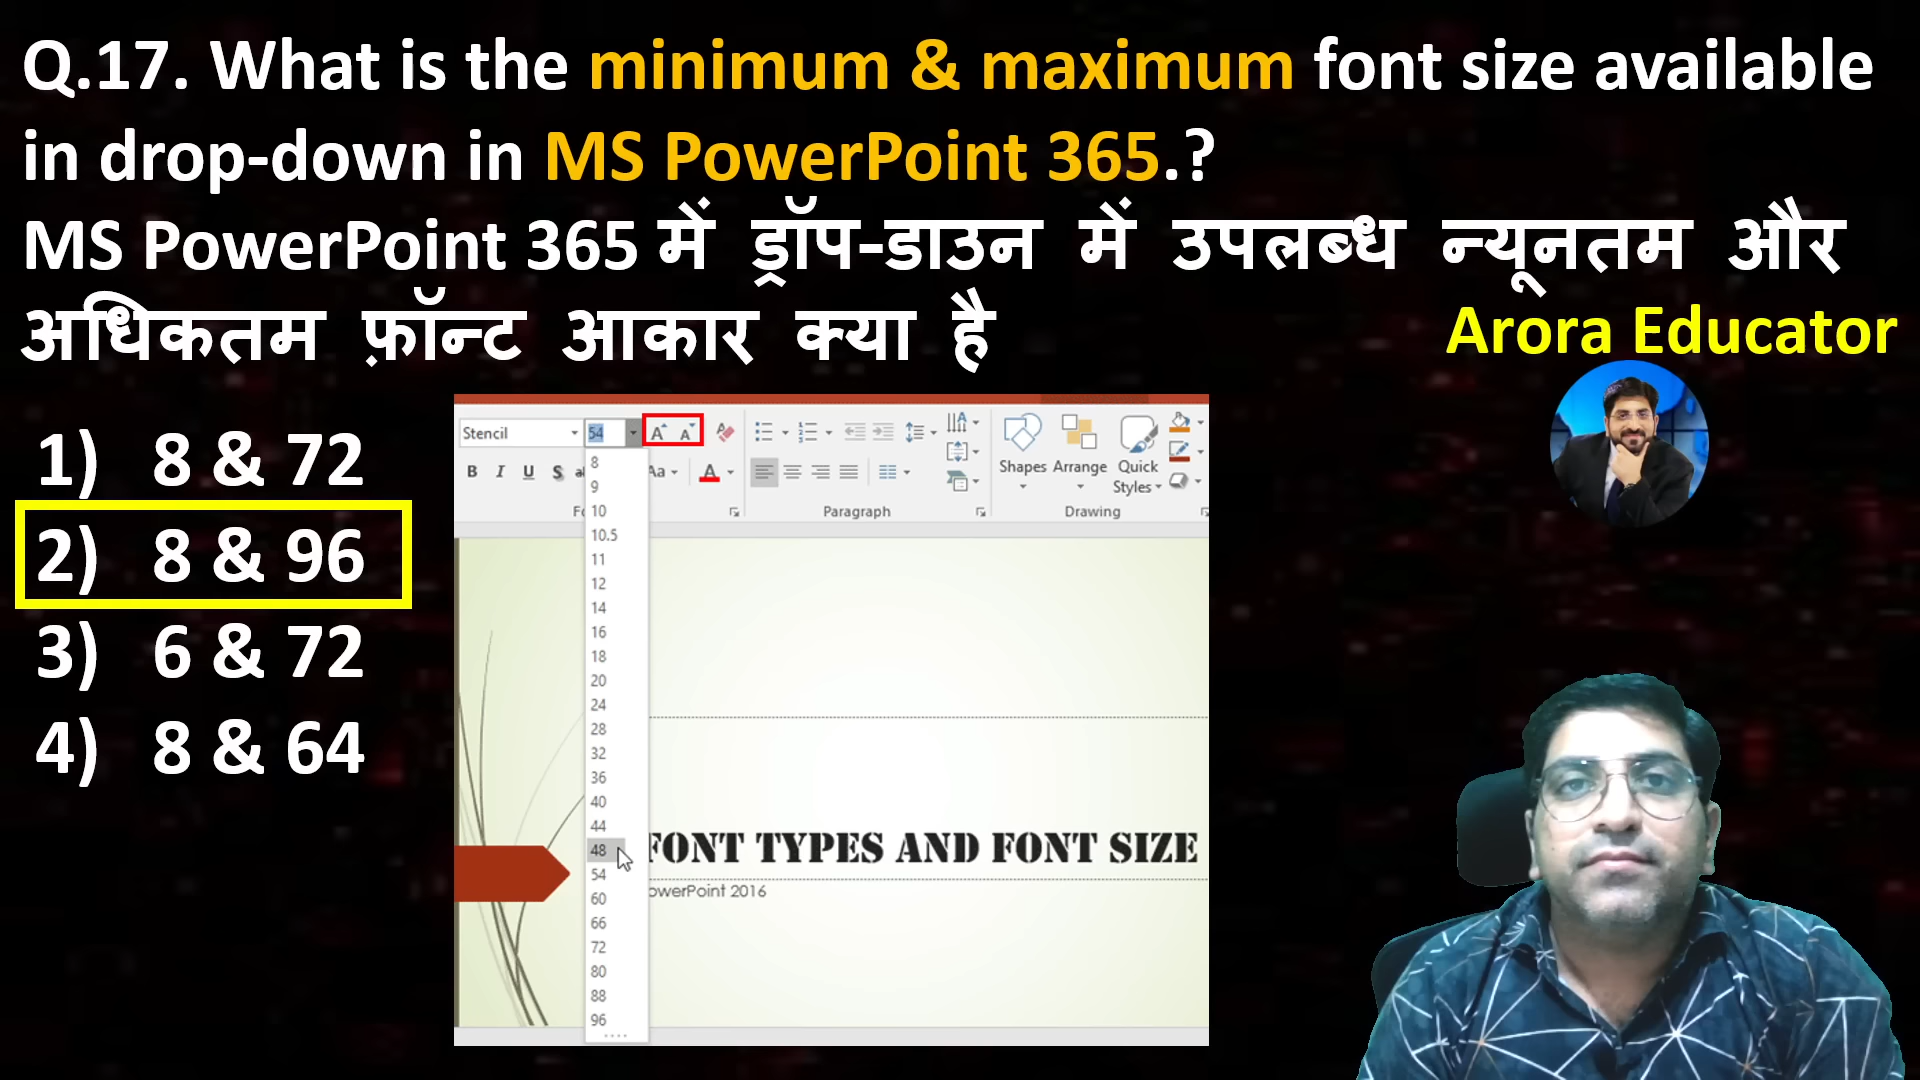 Q.17. What is the minimum & maximum font size available
in drop-down in MS PowerPoint 365.?
MS PowerPoint 365 में ड्रॉप-डाउन में उपलब्ध न्यूनतम और
अधिकतम फ़ॉन्ट आकार क्या है
Arora Educator
1) 8 & 72
2) 8 & 96
3) 6 & 72
4) 8 & 64
Stencil
54
B I U S
Aa
A
Shapes Arrange Quick
Styles
Paragraph
Drawing
8
9
10
10.5
11
12
14
16
18
20
24
28
32
36
40
44
48
54
60
66
72
80
88
96
FONT TYPES AND FONT SIZE
owerPoint 2016